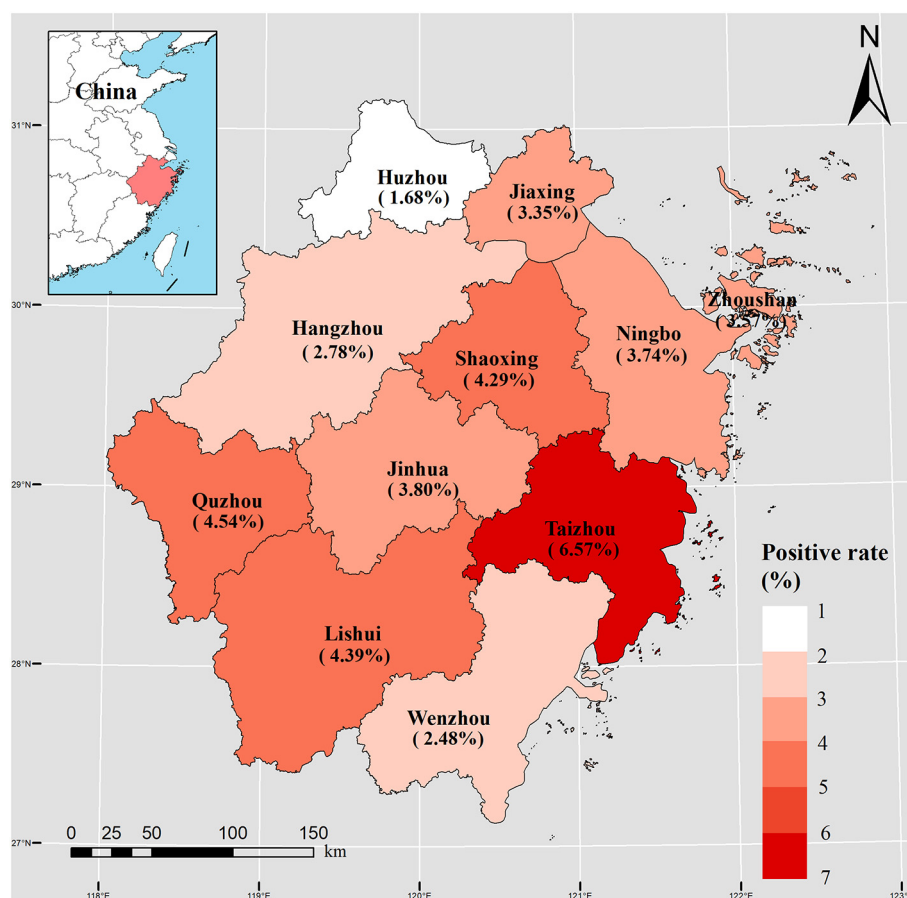 China
N
31°N
30°N
29°N
28°N
27°N
Huzhou
( 1.68%)
Jiaxing
( 3.35%)
Zhoushan
( 3.57%)
Hangzhou
( 2.78%)
Ningbo
( 3.74%)
Shaoxing
( 4.29%)
Jinhua
( 3.80%)
Quzhou
( 4.54%)
Taizhou
( 6.57%)
Lishui
( 4.39%)
Wenzhou
( 2.48%)
Positive rate
(%)
1
2
3
4
5
6
7
0 25 50 100 150
km
118°E 119°E 120°E 121°E 122°E 123°E